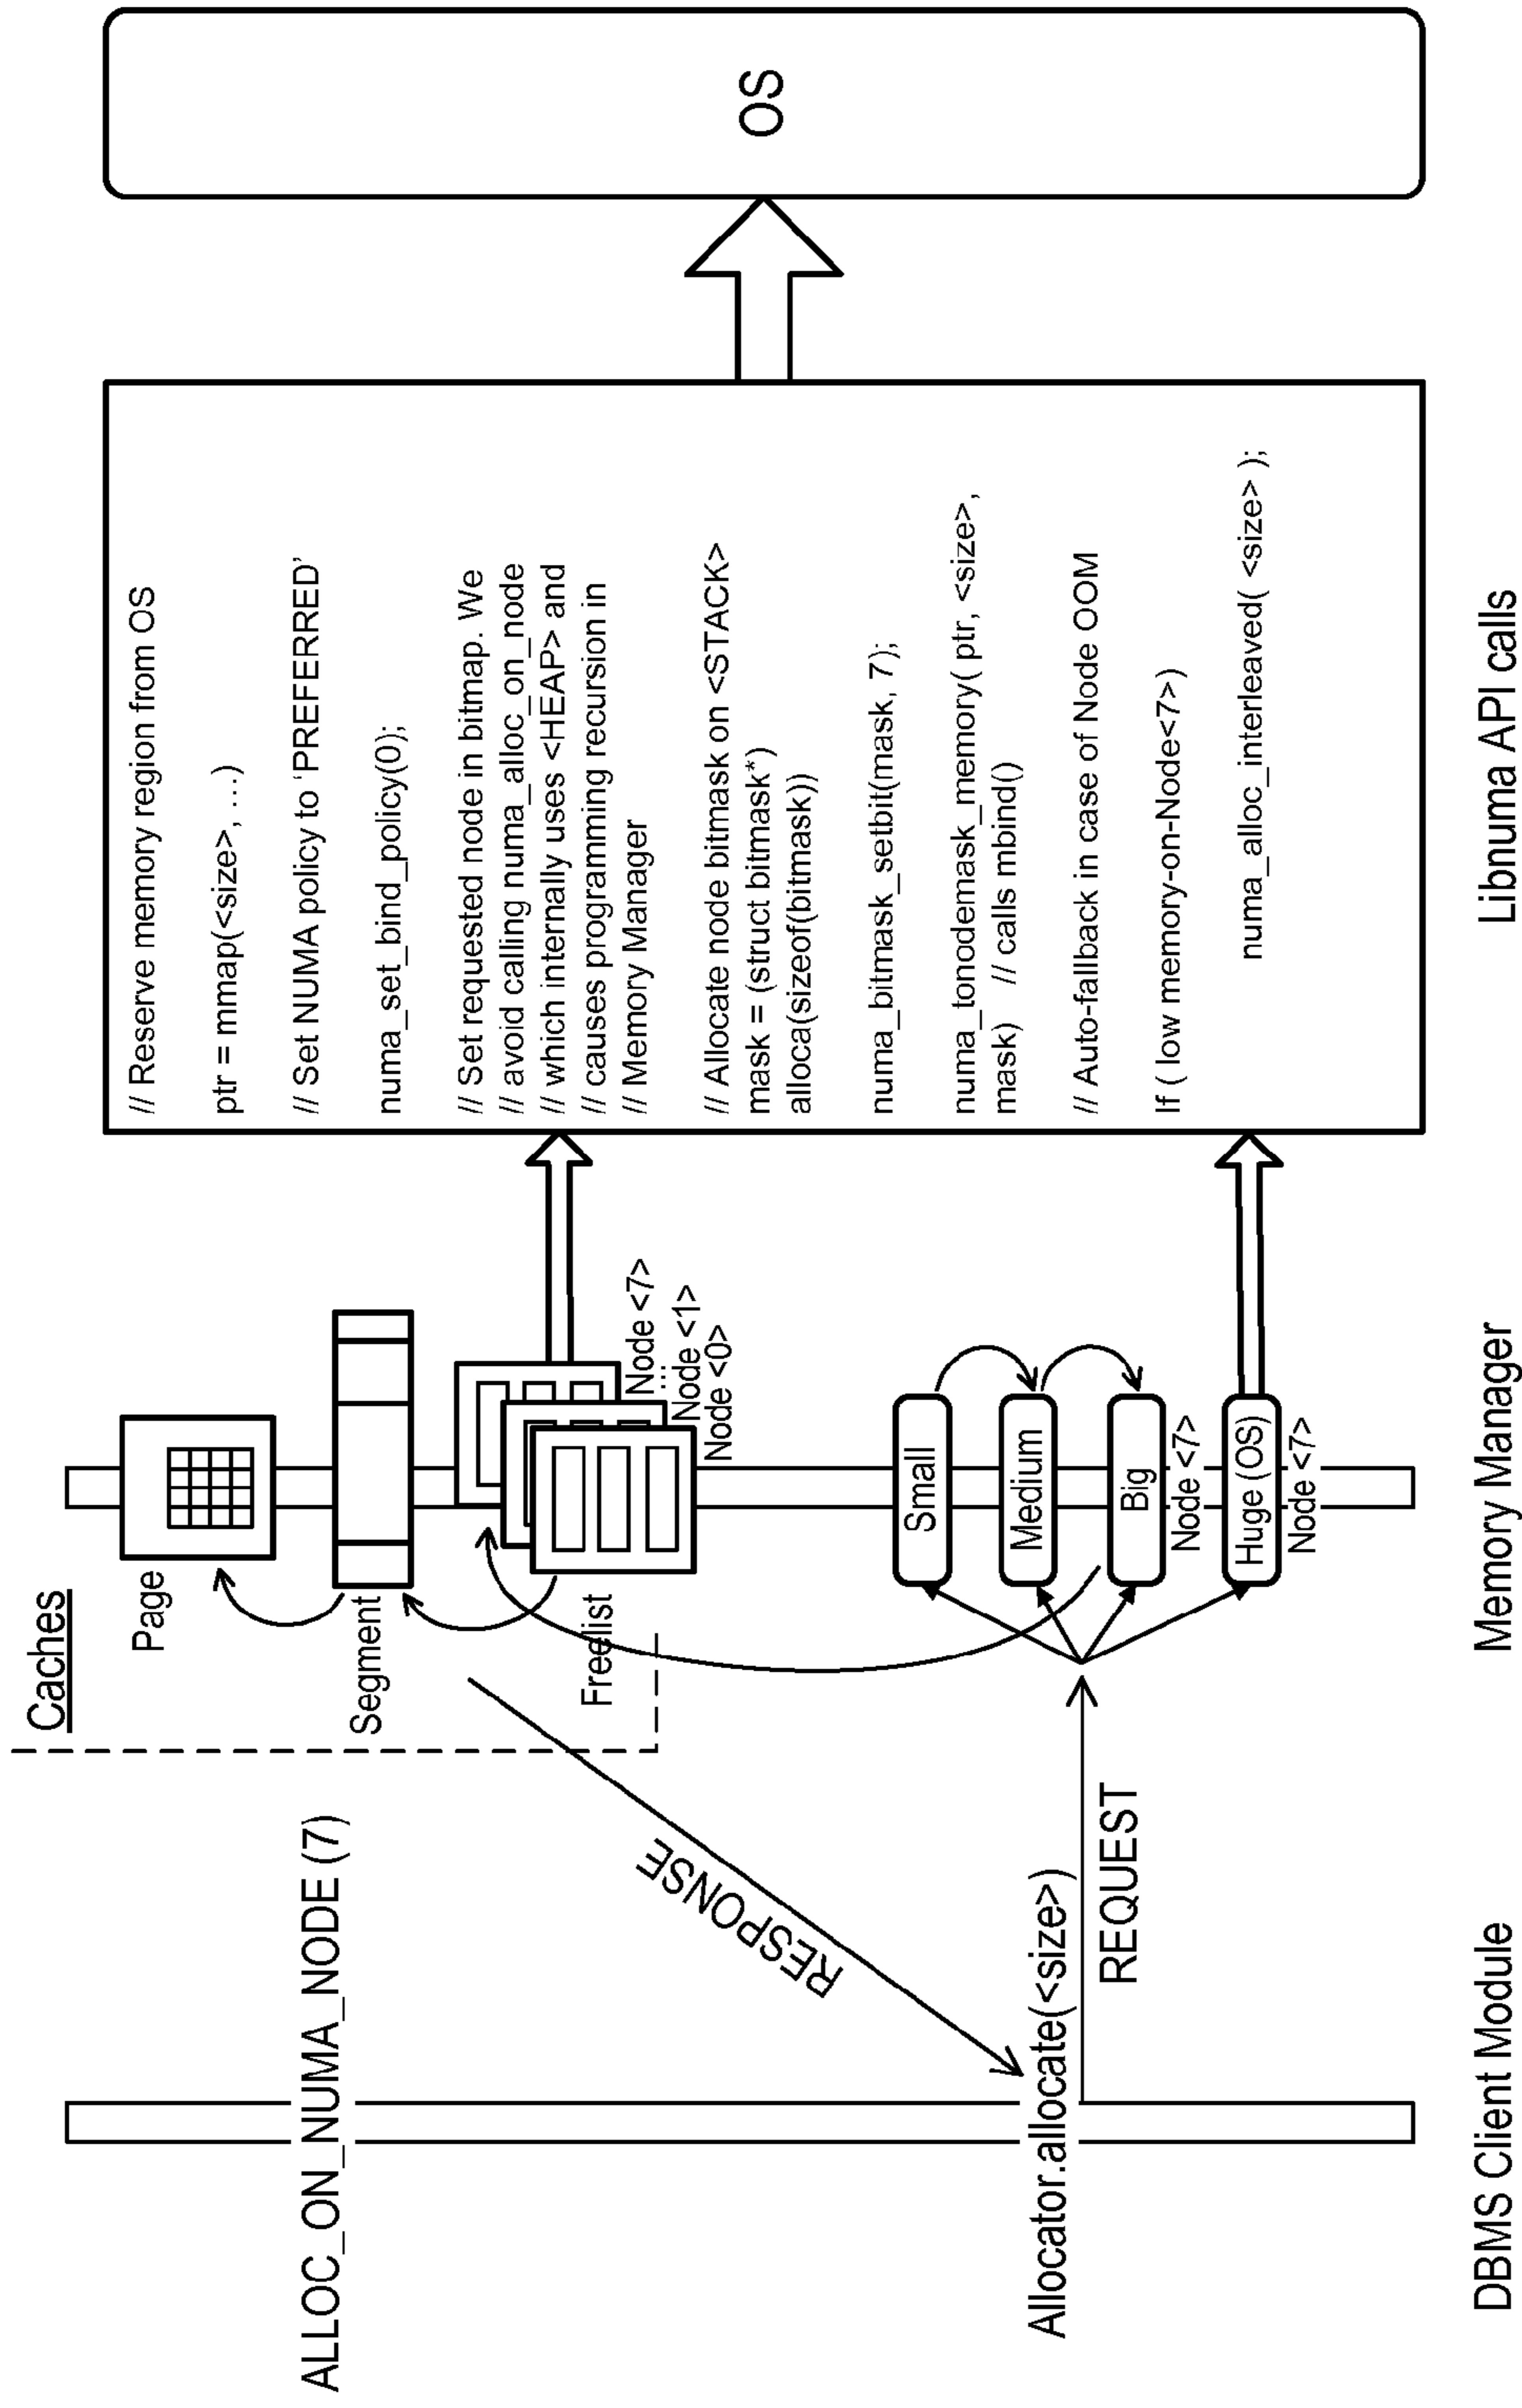 ALLOC_ON_NUMA_NODE (7)
Allocator.allocate(<size>)
REQUEST
RESPONSE
DBMS Client Module
Caches
Page
Segment
Freelist
Node <7>
...
Node <1>
Node <0>
Small
Medium
Big
Node <7>
Huge (OS)
Node <7>
Memory Manager
// Reserve memory region from OS
ptr = mmap(<size>, ...)
// Set NUMA policy to 'PREFERRED'
numa_set_bind_policy(0);
// Set requested node in bitmap. We
// avoid calling numa_alloc_on_node
// which internally uses <HEAP> and
// causes programming recursion in
// Memory Manager
// Allocate node bitmask on <STACK>
mask = (struct bitmask*)
alloca(sizeof(bitmask))
numa_bitmask_setbit(mask, 7);
numa_tonodemask_memory( ptr, <size>,
mask) // calls mbind()
// Auto-fallback in case of Node OOM
If ( low memory-on-Node<7>)
numa_alloc_interleaved( <size> );
Libnuma API calls
OS